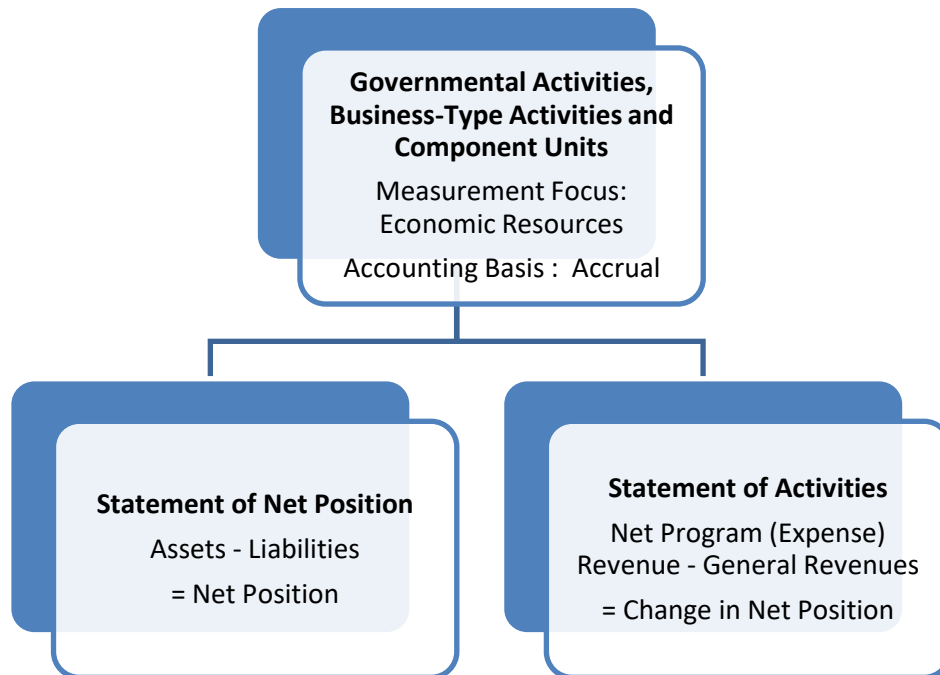 Governmental Activities,
Business-Type Activities and
Component Units
Measurement Focus:
Economic Resources
Accounting Basis : Accrual
Statement of Net Position
Assets - Liabilities
= Net Position
Statement of Activities
Net Program (Expense)
Revenue - General Revenues
= Change in Net Position